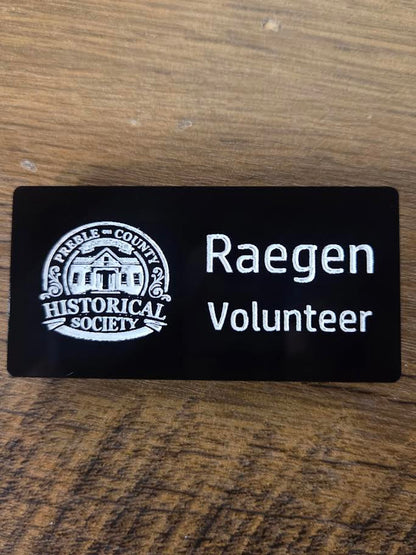 PREBLE COUNTY
HISTORICAL
SOCIETY
Raegen
Volunteer